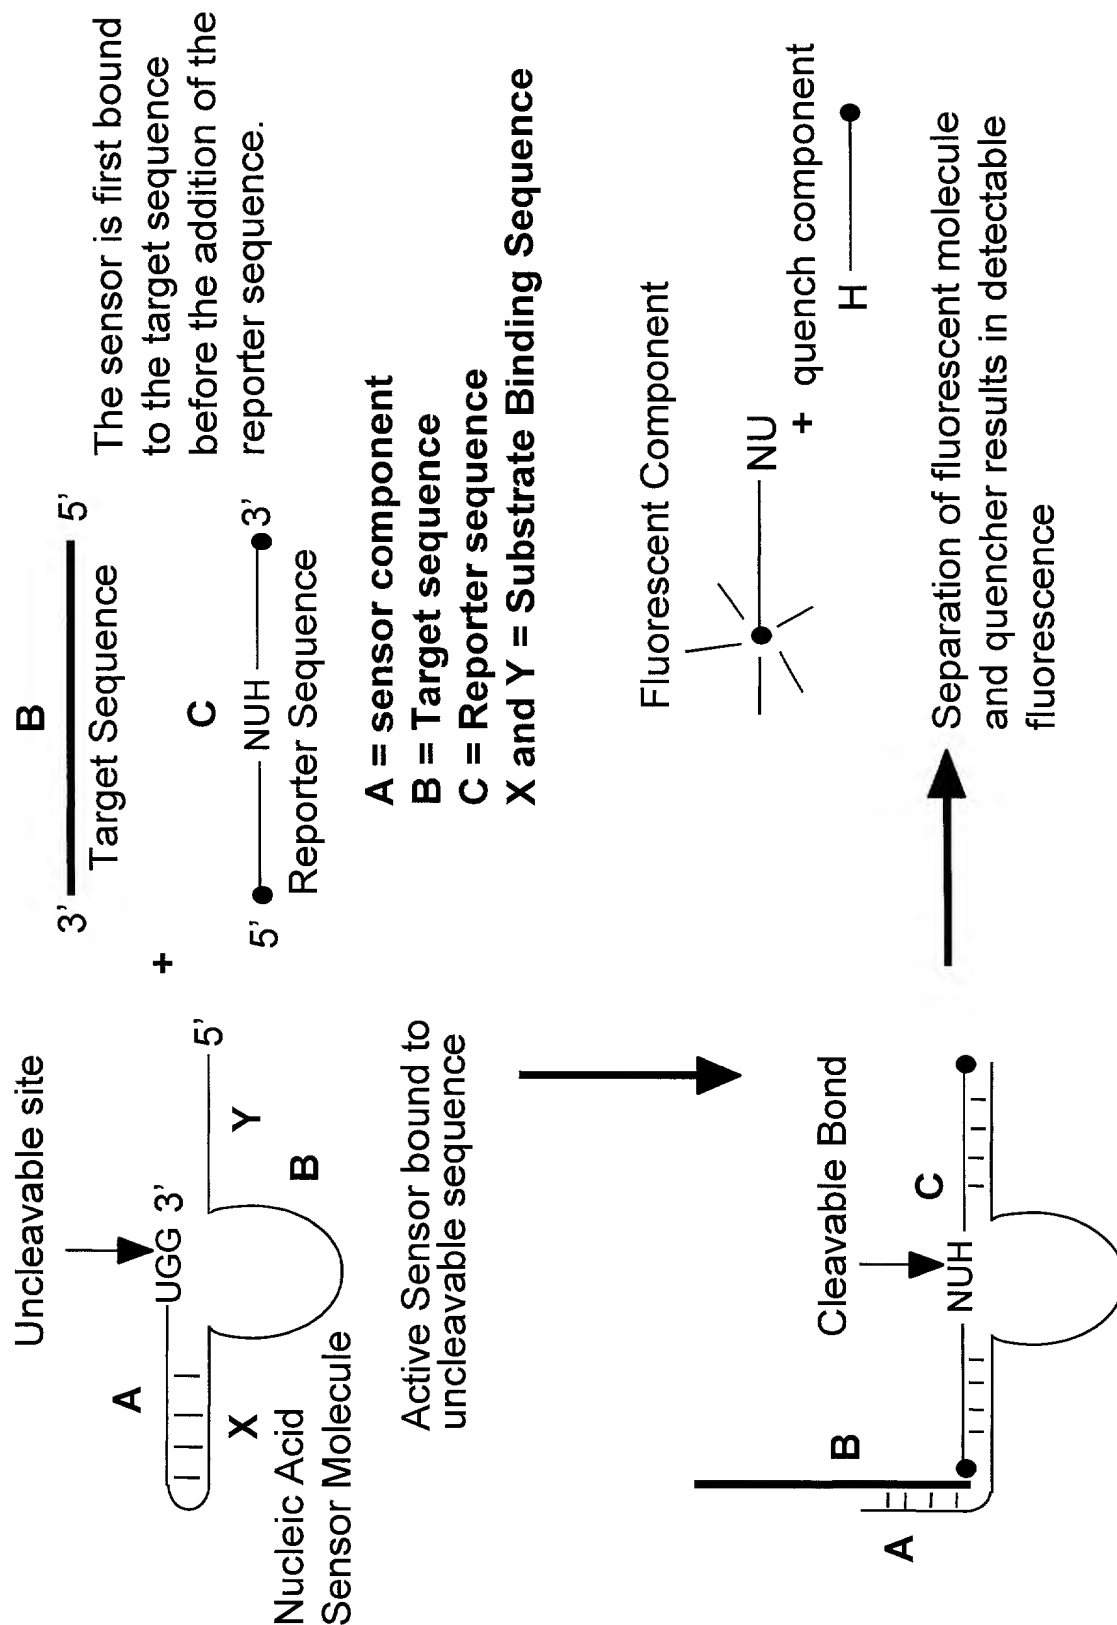 Uncleavable site
A
UGG 3'
5'
X
Y
B
Nucleic Acid
Sensor Molecule
+
B
3'
5'
Target Sequence
C
5'
NUH
3'
Reporter Sequence
The sensor is first bound
to the target sequence
before the addition of the
reporter sequence.
A = sensor component
B = Target sequence
C = Reporter sequence
X and Y = Substrate Binding Sequence
Active Sensor bound to
uncleavable sequence
Cleavable Bond
B
C
NUH
A
Fluorescent Component
NU
+ quench component
H
Separation of fluorescent molecule
and quencher results in detectable
fluorescence